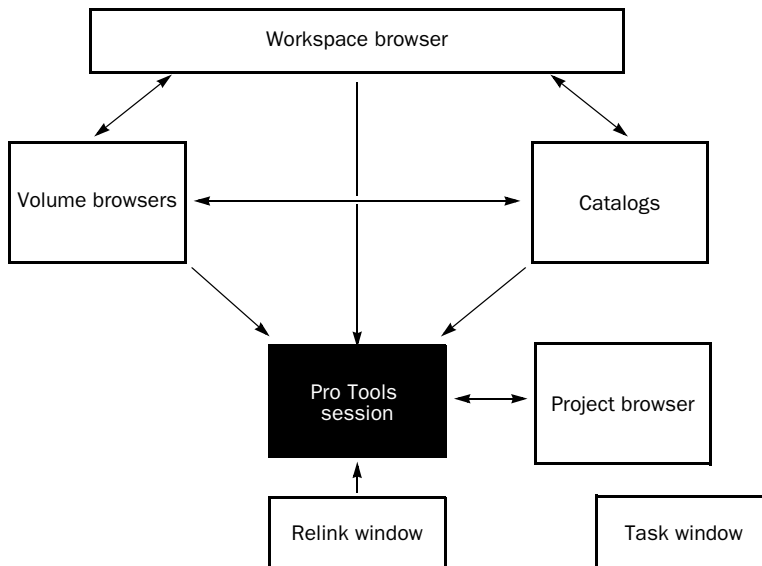 Workspace browser
Volume browsers
Catalogs
Pro Tools
session
Project browser
Relink window
Task window